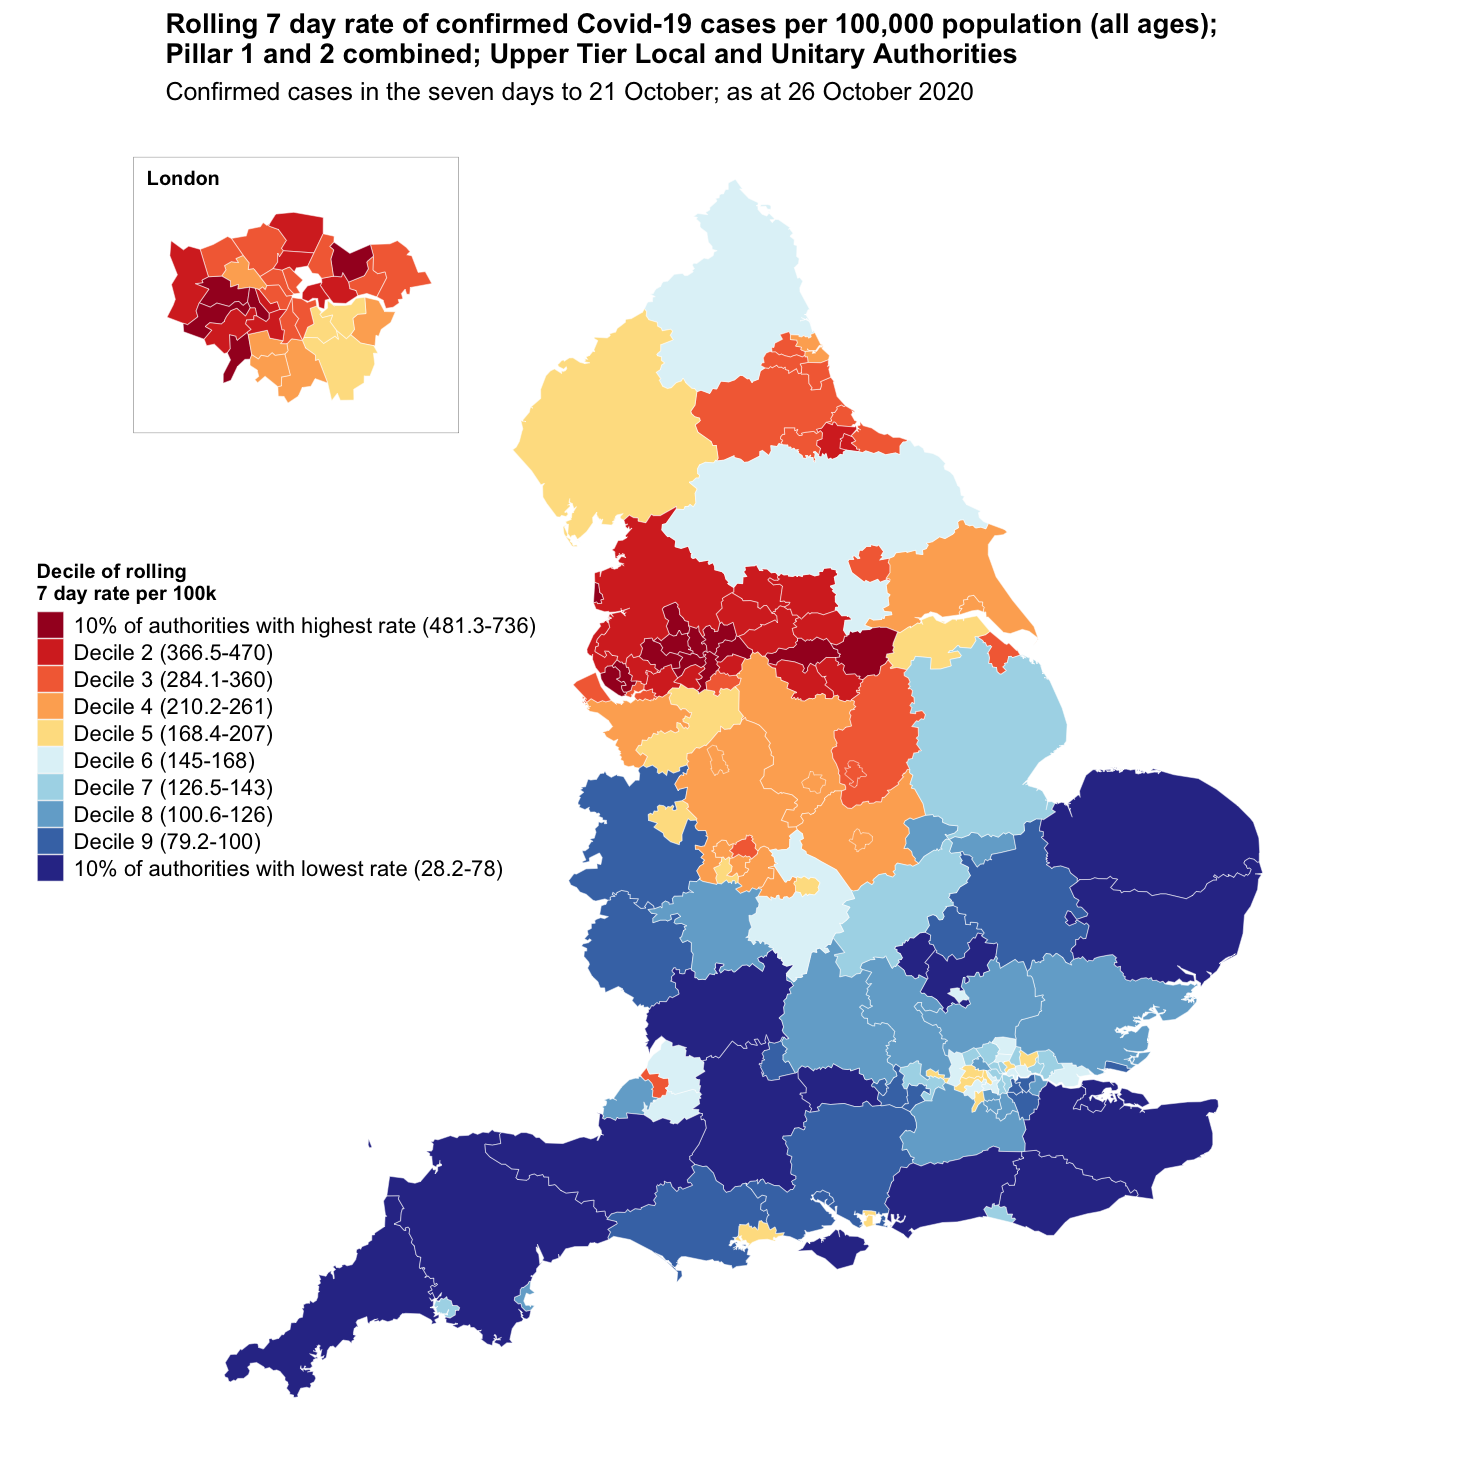 Rolling 7 day rate of confirmed Covid-19 cases per 100,000 population (all ages);
Pillar 1 and 2 combined; Upper Tier Local and Unitary Authorities
Confirmed cases in the seven days to 21 October; as at 26 October 2020
London
Decile of rolling
7 day rate per 100k
10% of authorities with highest rate (481.3-736)
Decile 2 (366.5-470)
Decile 3 (284.1-360)
Decile 4 (210.2-261)
Decile 5 (168.4-207)
Decile 6 (145-168)
Decile 7 (126.5-143)
Decile 8 (100.6-126)
Decile 9 (79.2-100)
10% of authorities with lowest rate (28.2-78)